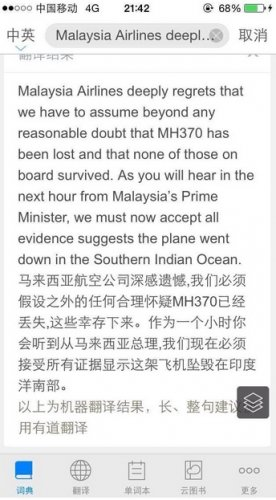 中国移动 4G 21:42 68%
中英 Malaysia Airlines deepl... 取消
翻译结果
Malaysia Airlines deeply regrets that
we have to assume beyond any
reasonable doubt that MH370 has
been lost and that none of those on
board survived. As you will hear in the
next hour from Malaysia's Prime
Minister, we must now accept all
evidence suggests the plane went
down in the Southern Indian Ocean.
马来西亚航空公司深感遗憾,我们必须
假设之外的任何合理怀疑MH370已经
丢失,这些幸存下来。作为一个小时你
会听到从马来西亚总理,我们现在必须
接受所有证据显示这架飞机坠毁在印度
洋南部。
以上为机器翻译结果，长、整句建议
用有道翻译
词典 翻译 单词本 云图书 更多